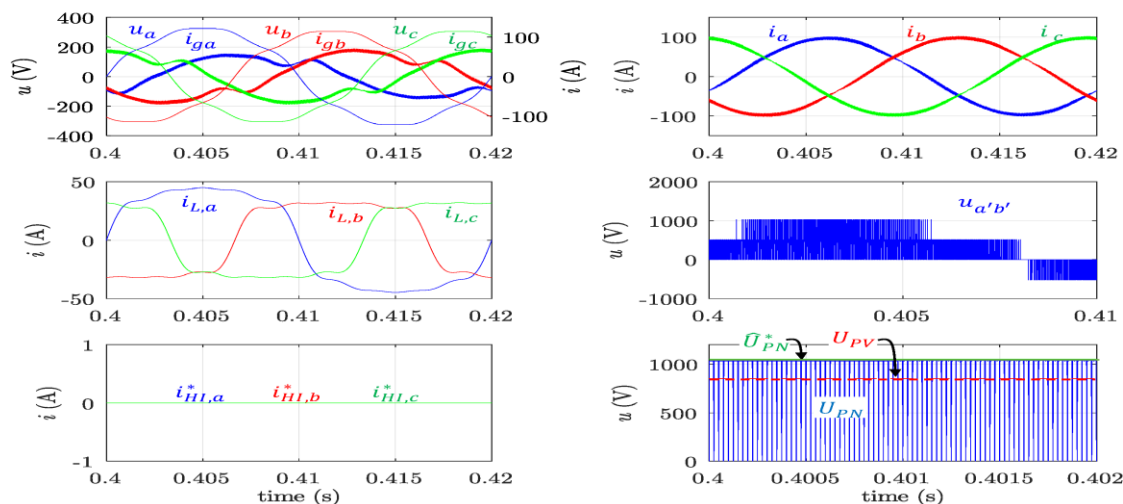 u_a i_ga u_b i_gb u_c i_gc
u (V)
400
200
0
-200
-400
100
0
-100
i (A)
0.4 0.405 0.41 0.415 0.42
i_a i_b i_c
i (A)
100
0
-100
0.4 0.405 0.41 0.415 0.42
i_L,a i_L,b i_L,c
i (A)
50
0
-50
0.4 0.405 0.41 0.415 0.42
u_a'b'
u (V)
2000
1000
0
-1000
0.4 0.405 0.41
i*_HI,a i*_HI,b i*_HI,c
i (A)
1
0
-1
0.4 0.405 0.41 0.415 0.42
time (s)
Û*_PN U_PV
U_PN
u (V)
1000
500
0
0.4 0.4005 0.401 0.4015 0.402
time (s)